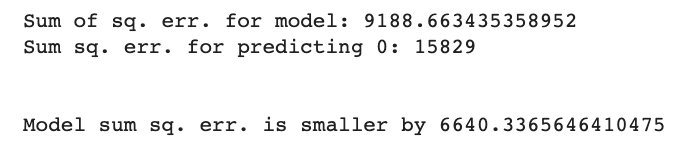 Sum of sq. err. for model: 9188.663435358952
Sum sq. err. for predicting 0: 15829
Model sum sq. err. is smaller by 6640.3365646410475